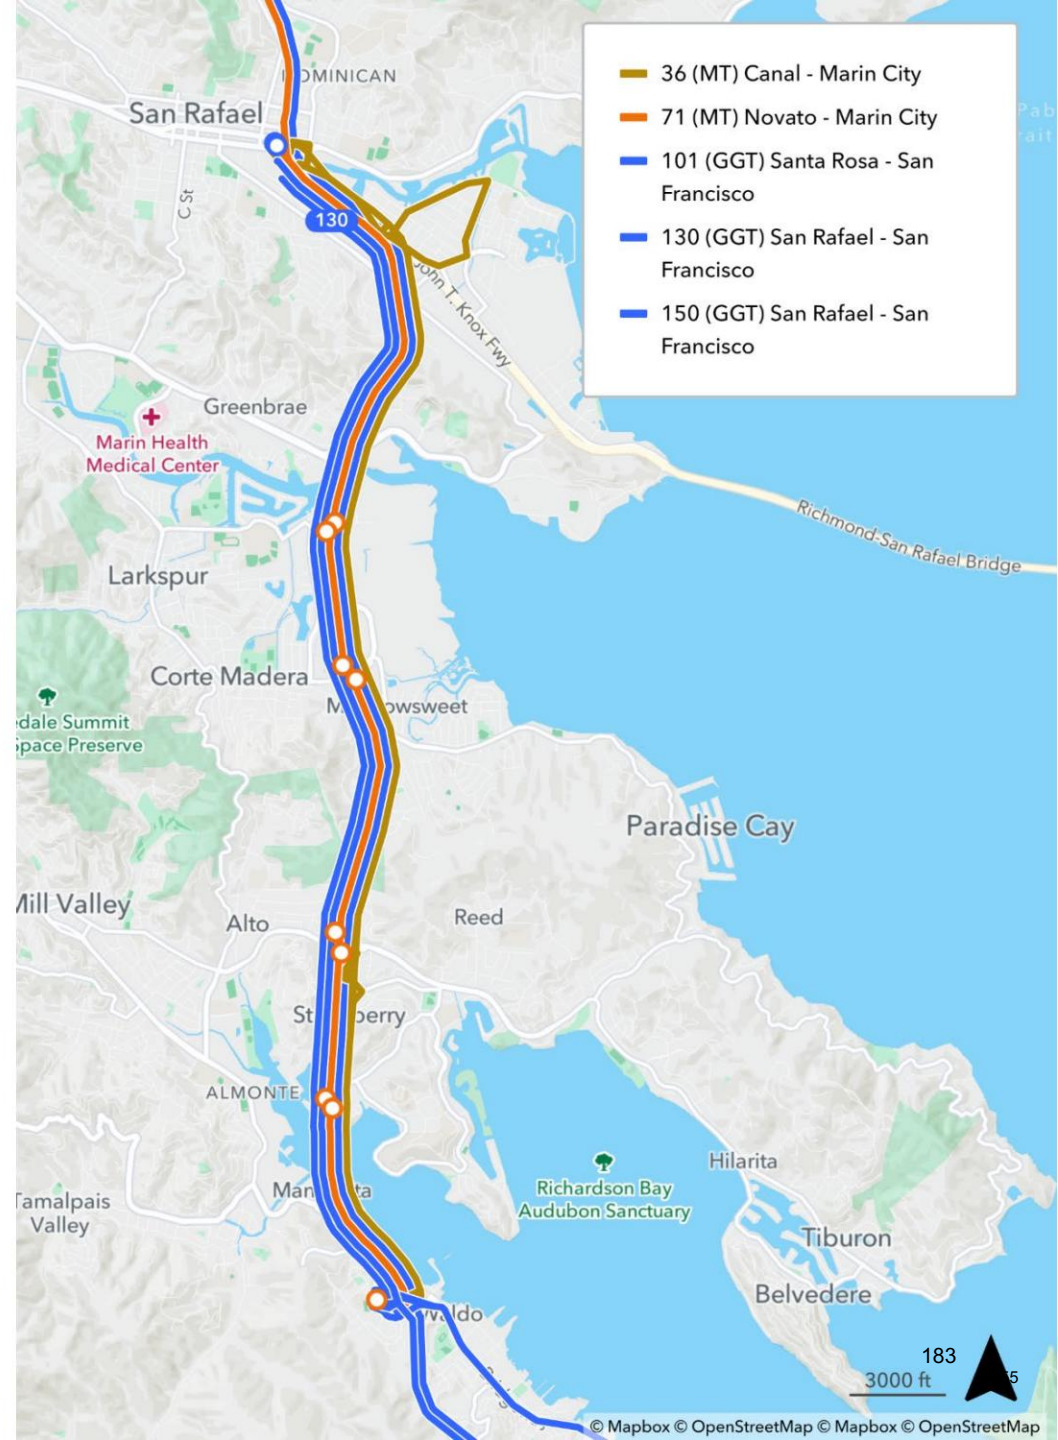 36 (MT) Canal - Marin City
71 (MT) Novato - Marin City
101 (GGT) Santa Rosa - San
Francisco
130 (GGT) San Rafael - San
Francisco
150 (GGT) San Rafael - San
Francisco
San Rafael
C St
130
John T. Knox Fwy
Greenbrae
Marin Health
Medical Center
Richmond-San Rafael Bridge
Larkspur
Corte Madera
Summit
Space Preserve
Paradise Cay
Mill Valley
Alto
Reed
ALMONTE
Hilarita
Richardson Bay
Audubon Sanctuary
Tamalpais
Valley
Tiburon
Belvedere
183
3000 ft
© Mapbox © OpenStreetMap © Mapbox © OpenStreetMap